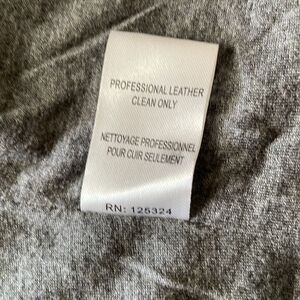 PROFESSIONAL LEATHER
CLEAN ONLY
NETTOYAGE PROFESSIONNEL
POUR CUIR SEULEMENT
RN: 125324